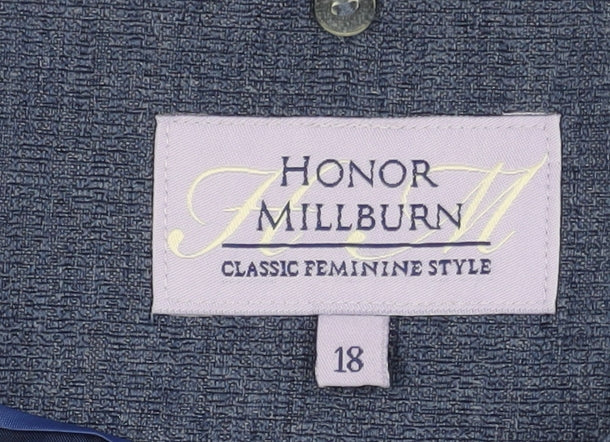 H M
HONOR
MILLBURN
CLASSIC FEMININE STYLE
18